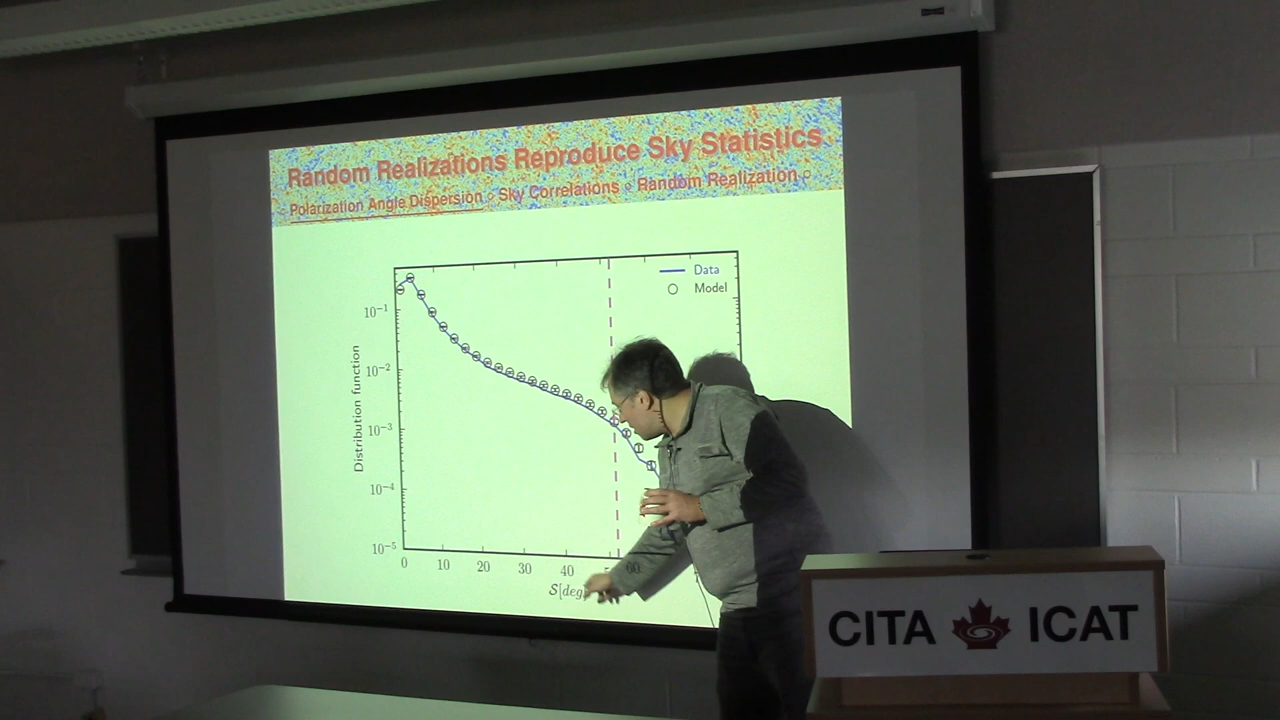 Random Realizations Reproduce Sky Statistics
Polarization Angle Dispersion ◦ Sky Correlations ◦ Random Realization ◦
Data
Model
Distribution function
10⁻¹
10⁻²
10⁻³
10⁻⁴
10⁻⁵
0 10 20 30 40 60
S[deg
CITA ICAT